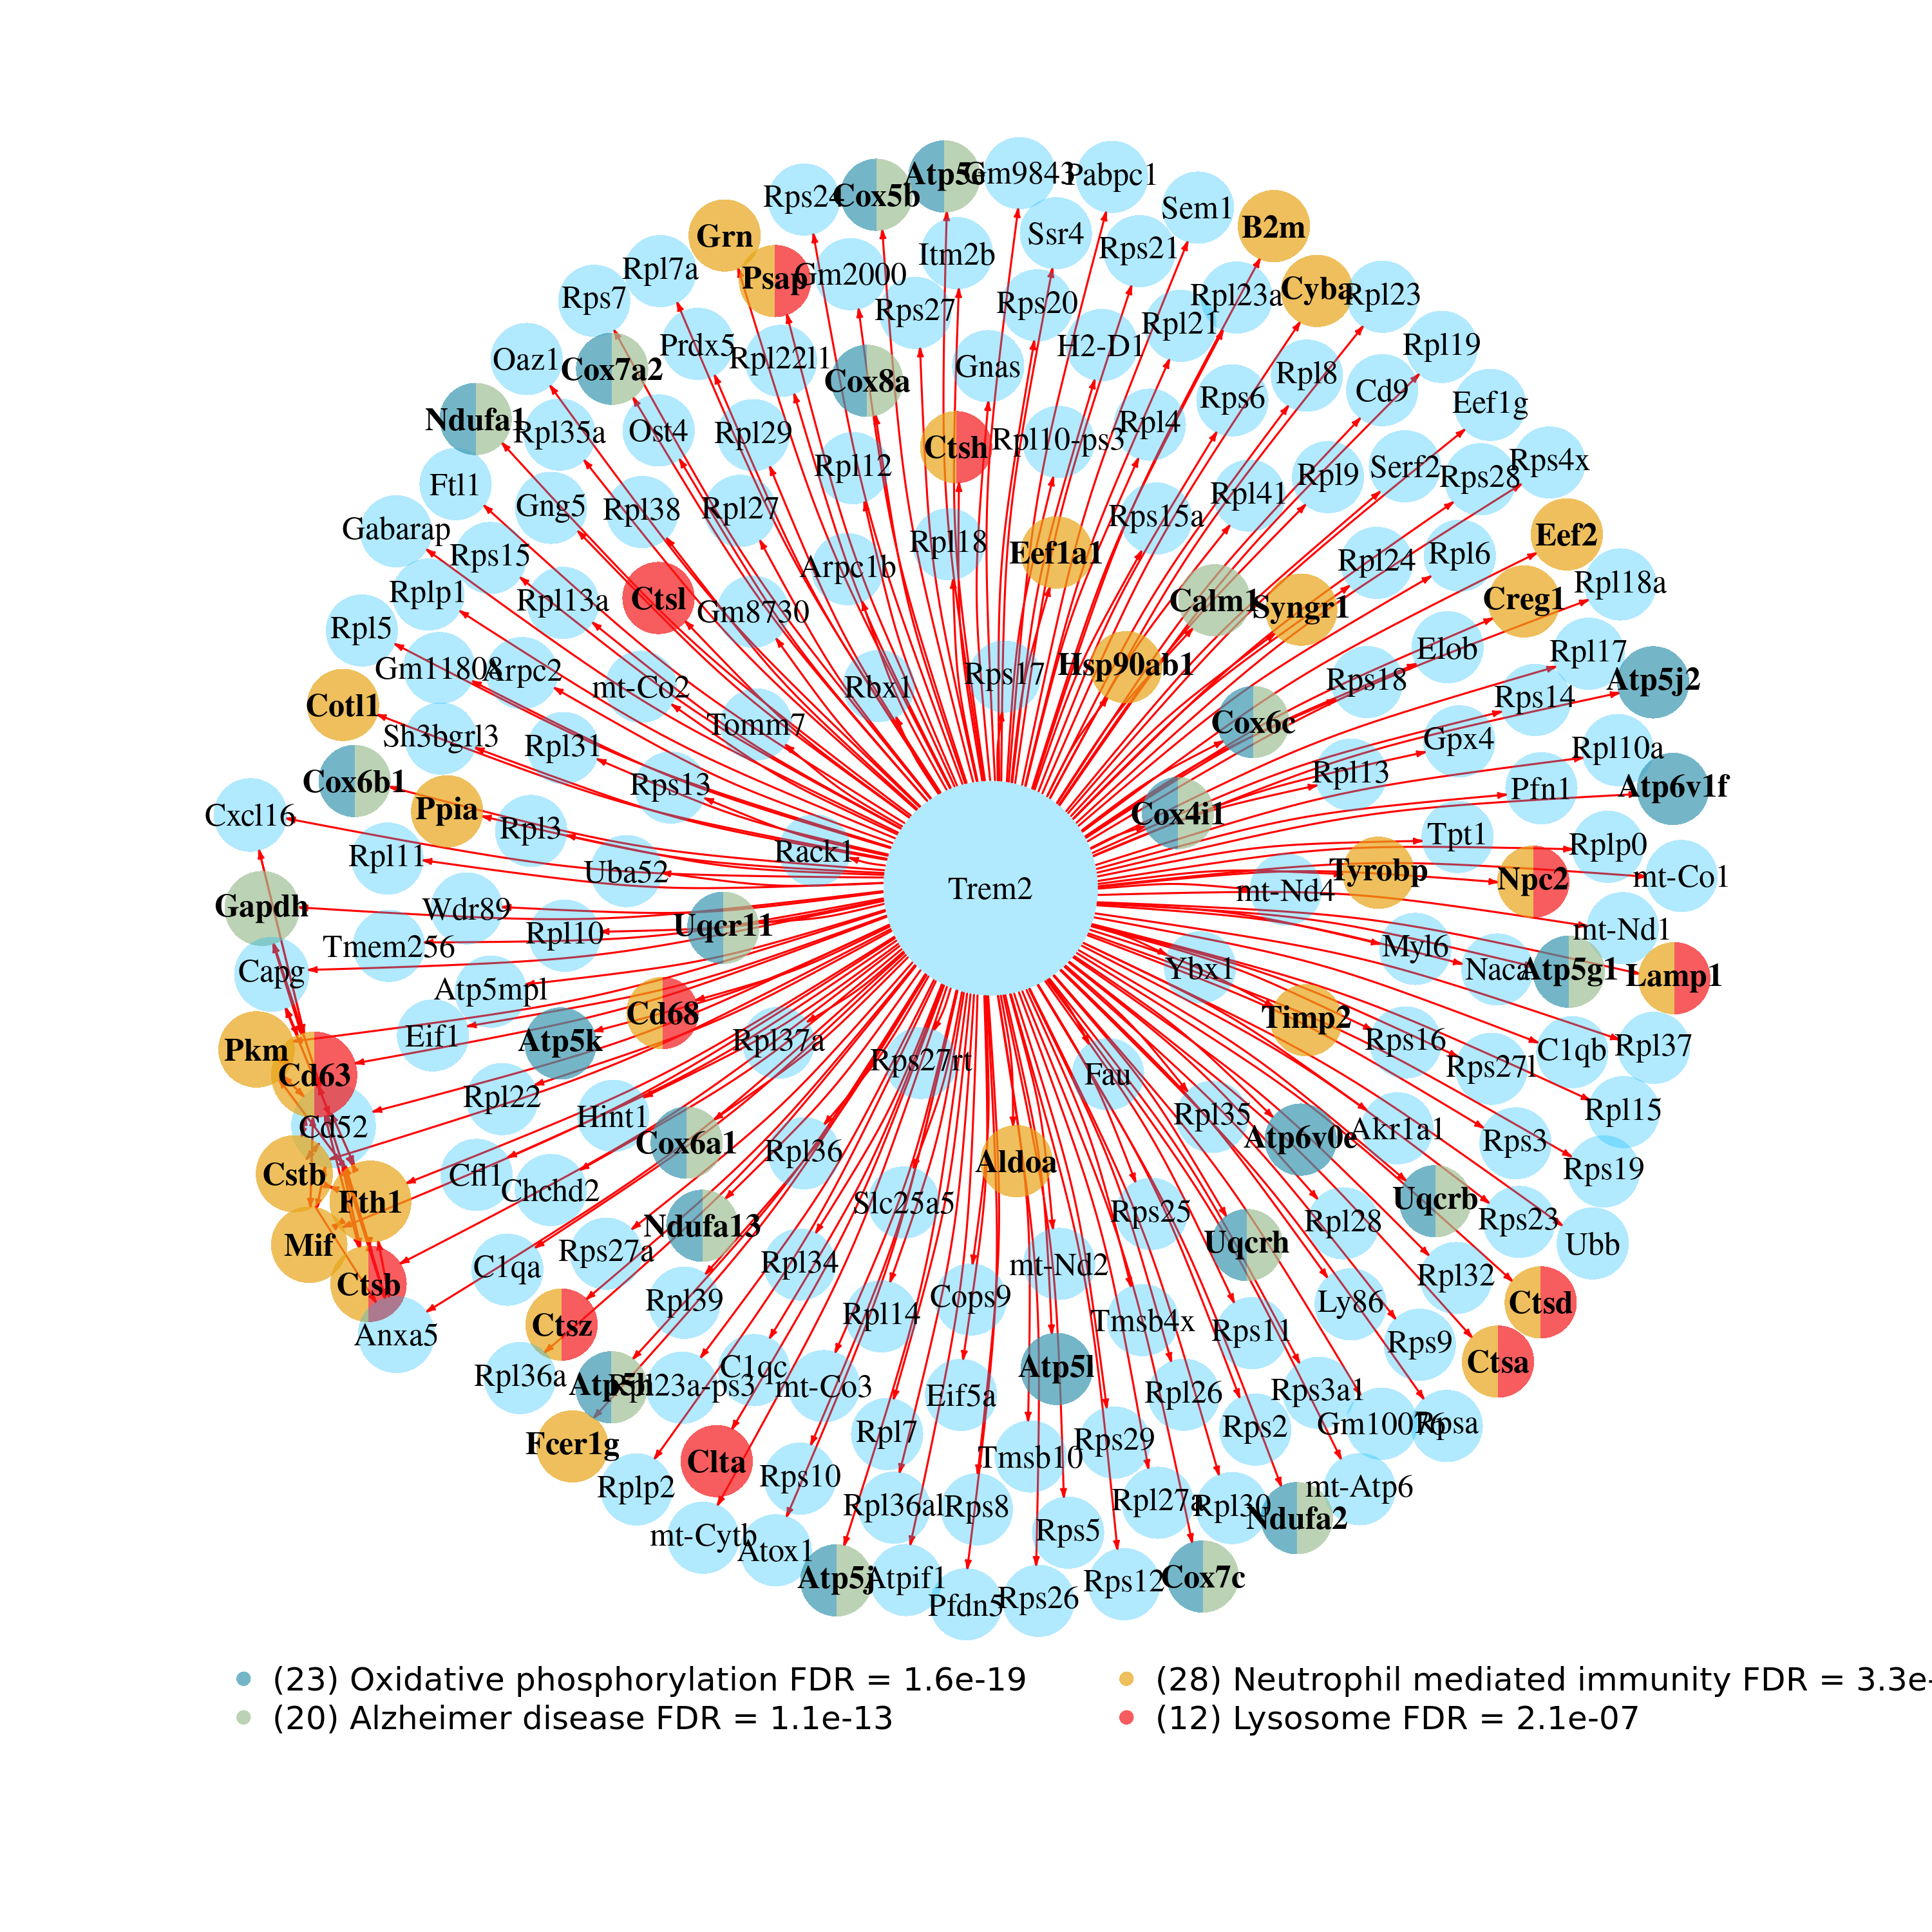 Gm9843
Pabpc1
Atp5e
Rps24
Cox5b
Sem1
B2m
Grn
Ssr4
Rps21
Itm2b
Rpl7a
Psap
Gm2000
Rps7
Rps27
Rps20
Rpl23a
Cyba
Rpl23
Rpl21
H2-D1
Prdx5
Rpl22l1
Oaz1
Cox7a2
Cox8a
Gnas
Rpl8
Rpl19
Cd9
Rps6
Eef1g
Ndufa1
Rpl35a
Ost4
Rpl29
Rpl12
Ctsh
Rpl10-ps3
Rpl4
Rpl9
Serf2
Rps28
Rps4x
Ftl1
Gng5
Rpl38
Rpl27
Rpl41
Rps15a
Gabarap
Rps15
Arpc1b
Rpl18
Eef1a1
Rpl24
Rpl6
Eef2
Rplp1
Rpl13a
Ctsl
Gm8730
Calm1
Syngr1
Creg1
Rpl18a
Rpl5
Gm11808
Arpc2
mt-Co2
Rbx1
Rps17
Hsp90ab1
Rps18
Elob
Rpl17
Atp5j2
Cotl1
Sh3bgrl3
Rpl31
Tomm7
Cox6c
Rps14
Gpx4
Rpl10a
Cox6b1
Rps13
Rpl13
Pfn1
Atp6v1f
Cxcl16
Ppia
Rpl3
Cox4i1
Tpt1
Rplp0
Rpl11
Uba52
Rack1
Trem2
mt-Nd4
Tyrobp
Npc2
mt-Co1
Gapdh
Wdr89
Tmem256
Rpl10
Uqcr11
mt-Nd1
Myl6
Capg
Atp5mpl
Ybx1
Naca
Atp5g1
Lamp1
Pkm
Cd63
Eif1
Atp5k
Cd68
Rpl37a
Rps27rt
Fau
Timp2
Rps16
Rps27l
C1qb
Rpl37
Cd52
Rpl22
Hint1
Cox6a1
Rpl36
Aldoa
Rpl35
Atp6v0e
Akr1a1
Rps3
Rpl15
Cstb
Fth1
Cfl1
Chchd2
Slc25a5
Rps25
Rpl28
Uqcrb
Rps23
Rps19
Mif
Ctsb
C1qa
Rps27a
Ndufa13
Rpl34
mt-Nd2
Uqcrh
Rpl32
Ubb
Anxa5
Ctsz
Rpl39
Rpl14
Cops9
Tmsb4x
Rps11
Ly86
Rps9
Ctsd
Ctsa
Rpl36a
Atp5h
Rpl23a-ps3
C1qc
mt-Co3
Eif5a
Atp5l
Rpl26
Rps3a1
Gm10076
Rpsa
Fcer1g
Rplp2
Clta
Rps10
Rpl7
Tmsb10
Rps29
Rps2
mt-Cytb
Atox1
Rpl36al
Rps8
Rps5
Rpl27a
Rpl30
Ndufa2
mt-Atp6
Atp5j
Atpif1
Pfdn5
Rps26
Rps12
Cox7c
(23) Oxidative phosphorylation FDR = 1.6e-19
(28) Neutrophil mediated immunity FDR = 3.3e-
(20) Alzheimer disease FDR = 1.1e-13
(12) Lysosome FDR = 2.1e-07